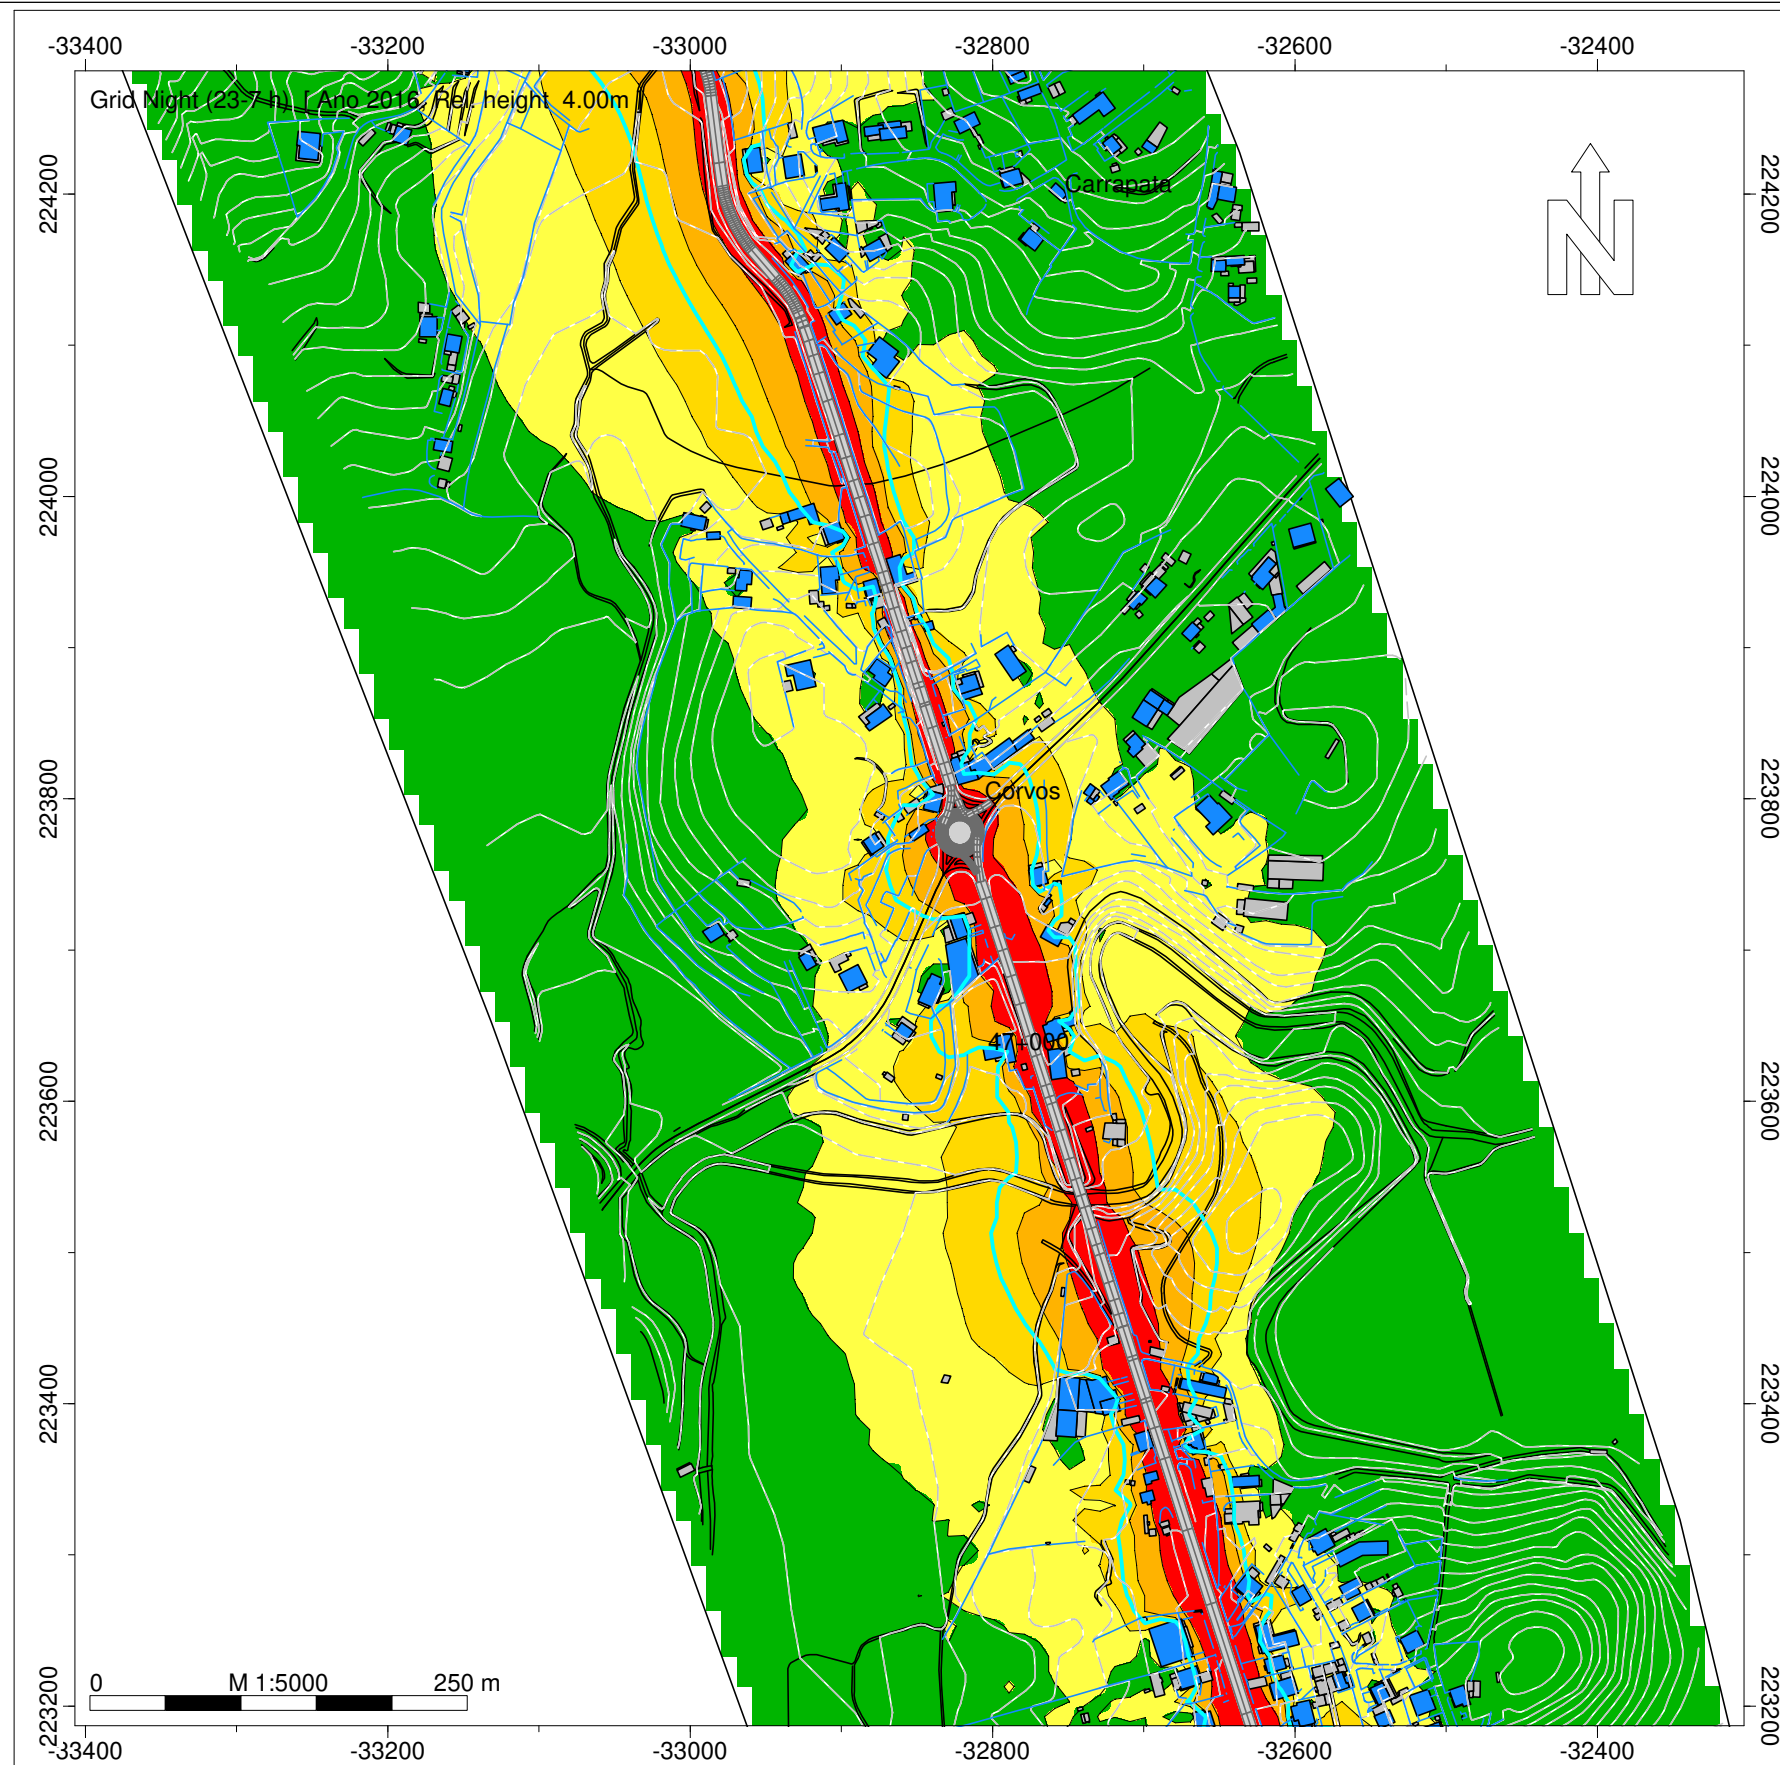 -33400 -33200 -33000 -32800 -32600 -32400
Grid Night (23-7 h) [ Ano 2016, Rel. height 4.00m
224200 224200
Carrapata
N
224000 224000
223800 223800
Corvos
47+000
223600 223600
223400 223400
0 M 1:5000 250 m
223200 223200
-33400 -33200 -33000 -32800 -32600 -32400